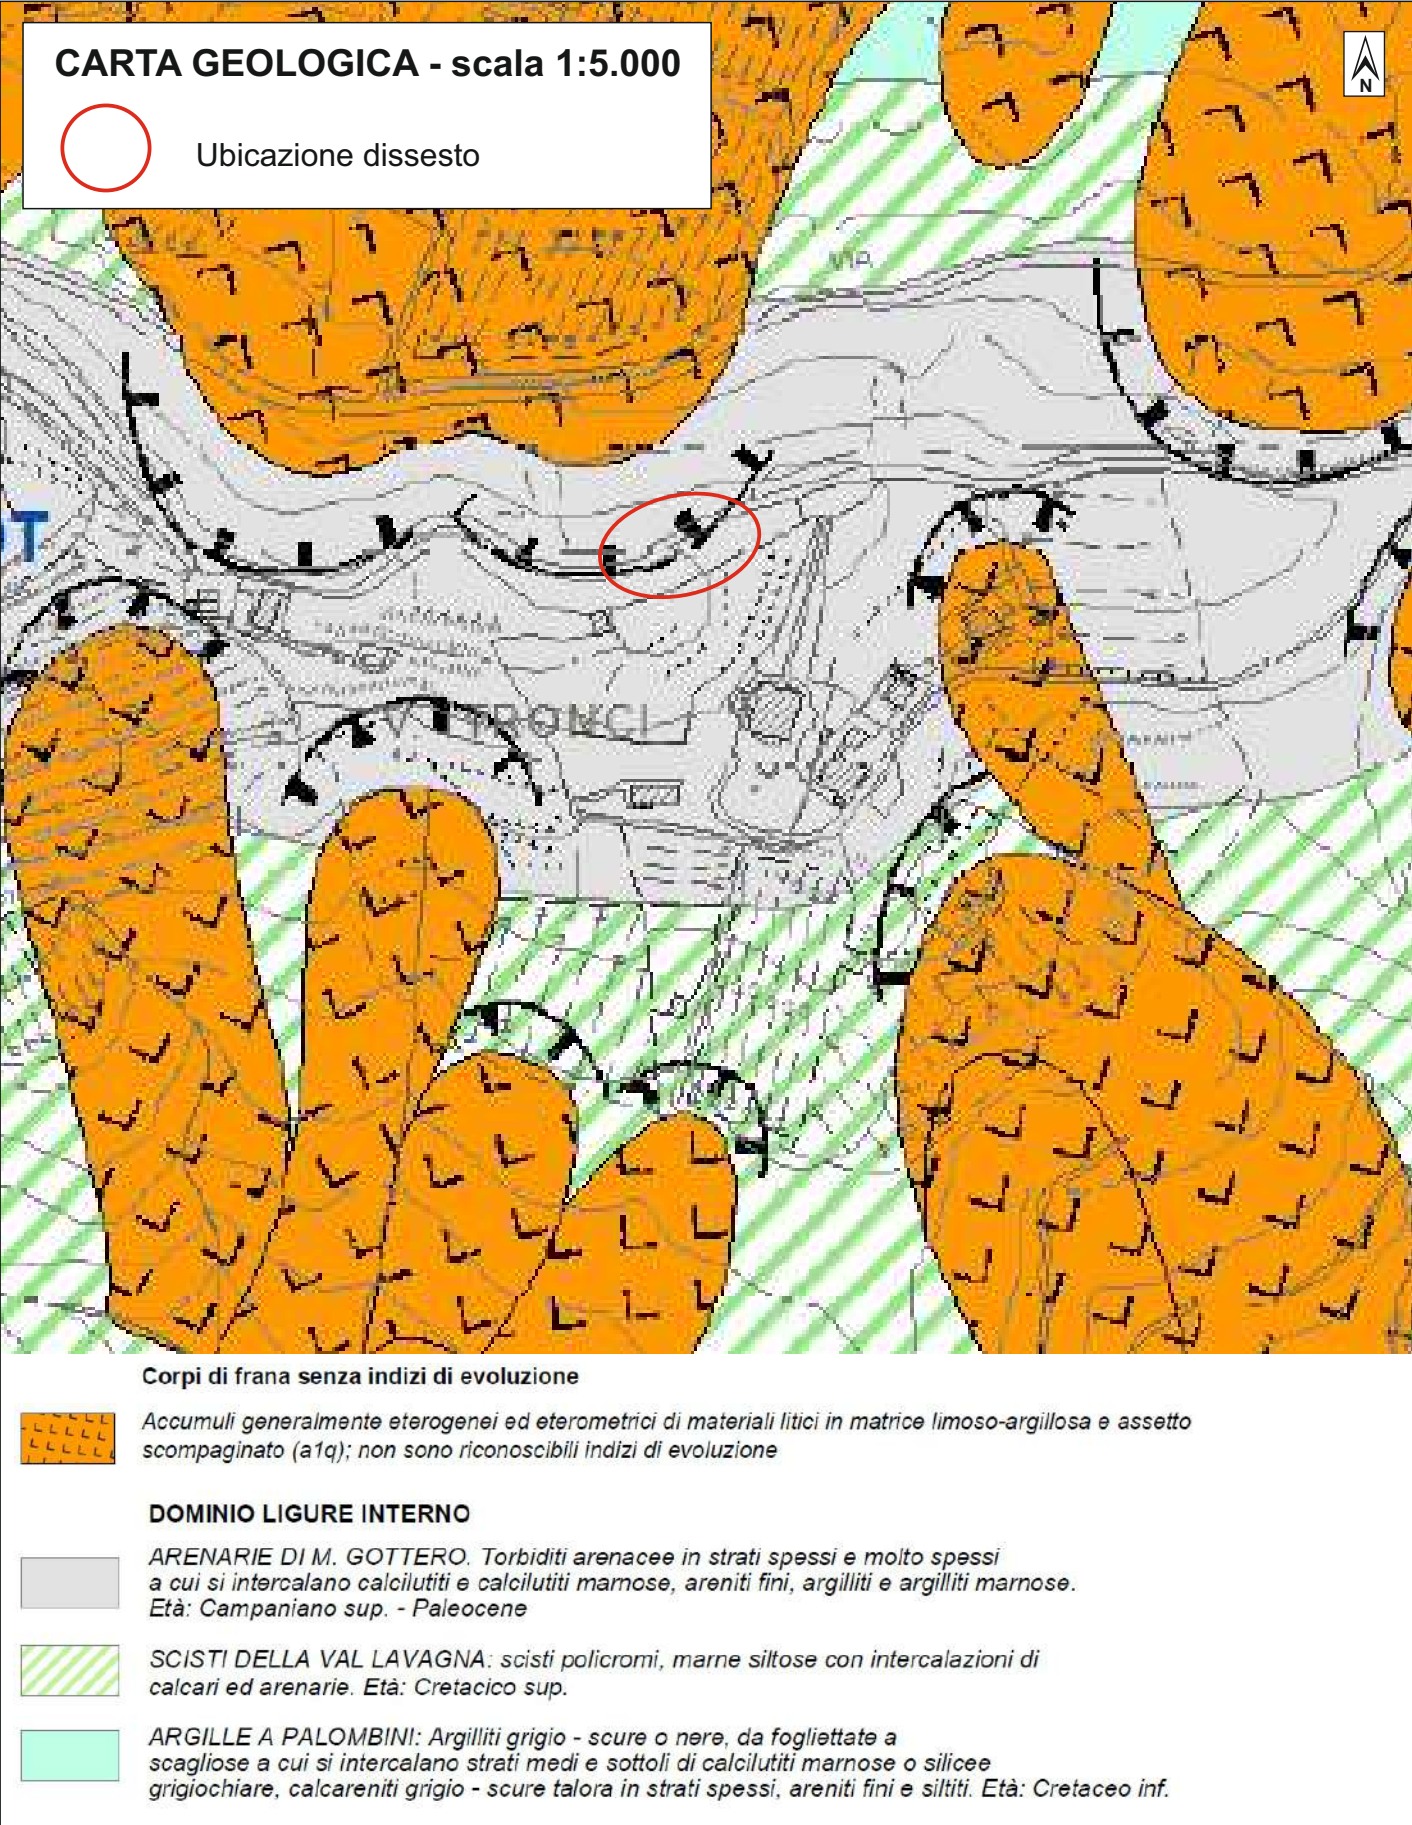 CARTA GEOLOGICA - scala 1:5.000
Ubicazione dissesto
N
VIA
OT
Corpi di frana senza indizi di evoluzione
Accumuli generalmente eterogenei ed eterometrici di materiali litici in matrice limoso-argillosa e assetto
scompaginato (a1q); non sono riconoscibili indizi di evoluzione
DOMINIO LIGURE INTERNO
ARENARIE DI M. GOTTERO. Torbiditi arenacee in strati spessi e molto spessi
a cui si intercalano calcilutiti e calcilutiti marnose, areniti fini, argilliti e argilliti marnose.
Età: Campaniano sup. - Paleocene
SCISTI DELLA VAL LAVAGNA: scisti policromi, marne siltose con intercalazioni di
calcari ed arenarie. Età: Cretacico sup.
ARGILLE A PALOMBINI: Argilliti grigio - scure o nere, da fogliettate a
scagliose a cui si intercalano strati medi e sottoli di calcilutiti marnose o silicee
grigiochiare, calcareniti grigio - scure talora in strati spessi, areniti fini e siltiti. Età: Cretaceo inf.